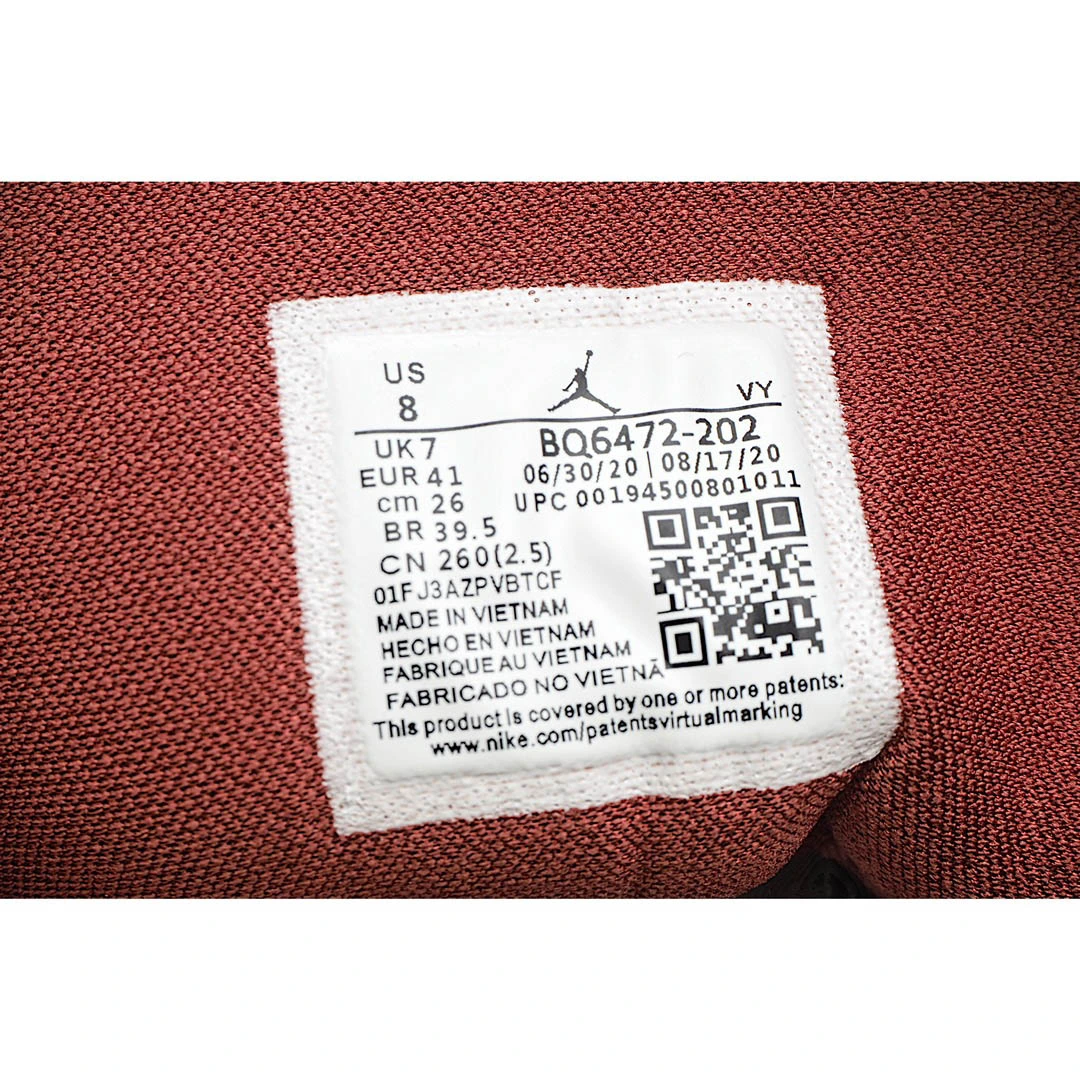 US
8
VY
UK 7
EUR 41
cm 26
BR 39.5
CN 260(2.5)
BQ6472-202
06/30/20 | 08/17/20
UPC 00194500801011
01FJ3AZPVBTCF
MADE IN VIETNAM
HECHO EN VIETNAM
FABRIQUE AU VIETNAM
FABRICADO NO VIETNÃ
This product is covered by one or more patents:
www.nike.com/patentsvirtualmarking